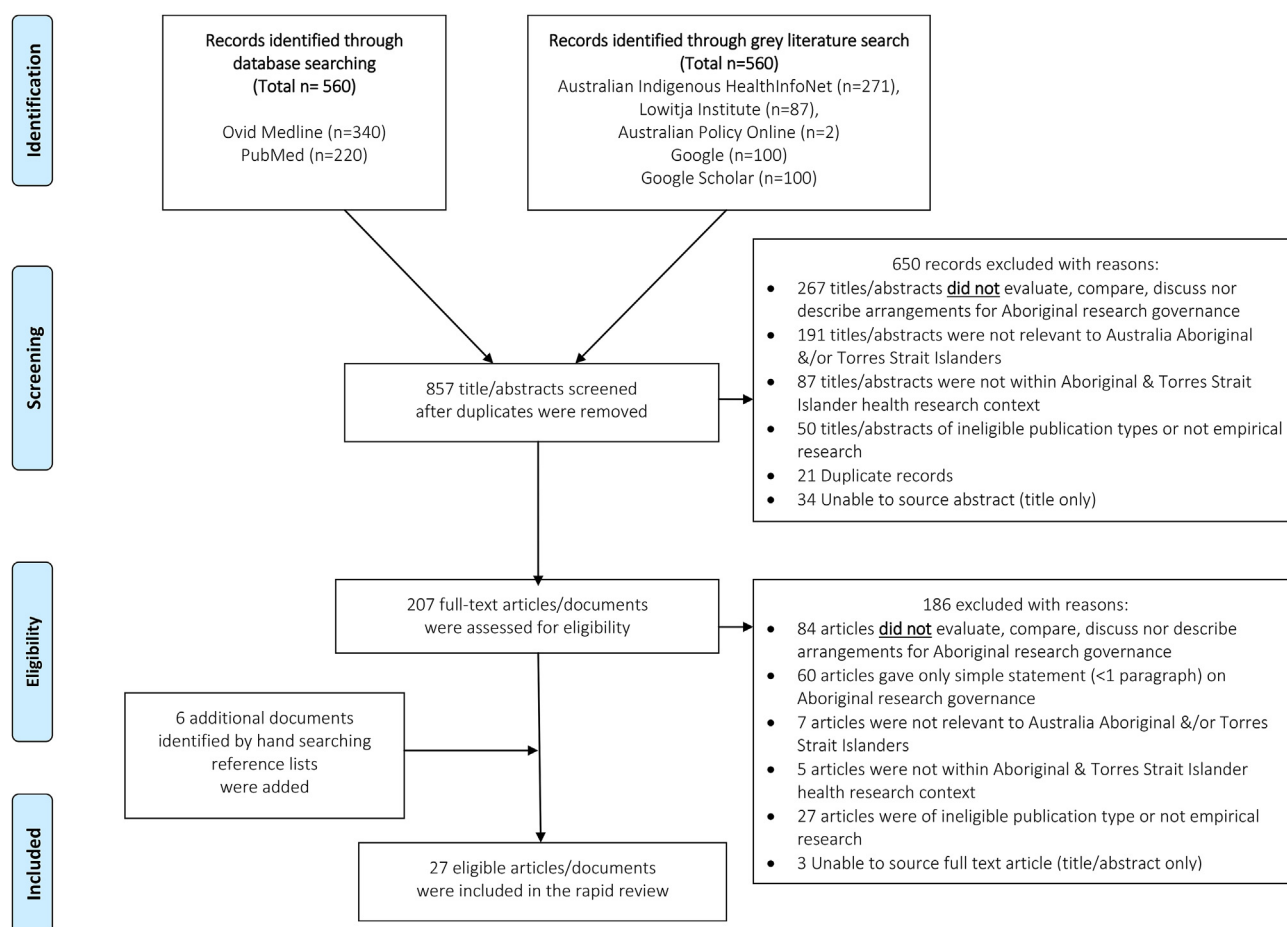 Identification
Records identified through
database searching
(Total n= 560)
Ovid Medline (n=340)
PubMed (n=220)
Records identified through grey literature search
(Total n=560)
Australian Indigenous HealthInfoNet (n=271),
Lowitja Institute (n=87),
Australian Policy Online (n=2)
Google (n=100)
Google Scholar (n=100)
Screening
857 title/abstracts screened
after duplicates were removed
650 records excluded with reasons:
• 267 titles/abstracts did not evaluate, compare, discuss nor
describe arrangements for Aboriginal research governance
• 191 titles/abstracts were not relevant to Australia Aboriginal
&/or Torres Strait Islanders
• 87 titles/abstracts were not within Aboriginal & Torres Strait
Islander health research context
• 50 titles/abstracts of ineligible publication types or not empirical
research
• 21 Duplicate records
• 34 Unable to source abstract (title only)
Eligibility
207 full-text articles/documents
were assessed for eligibility
186 excluded with reasons:
• 84 articles did not evaluate, compare, discuss nor describe
arrangements for Aboriginal research governance
• 60 articles gave only simple statement (<1 paragraph) on
Aboriginal research governance
• 7 articles were not relevant to Australia Aboriginal &/or Torres
Strait Islanders
• 5 articles were not within Aboriginal & Torres Strait Islander
health research context
• 27 articles were of ineligible publication type or not empirical
research
• 3 Unable to source full text article (title/abstract only)
6 additional documents
identified by hand searching
reference lists
were added
Included
27 eligible articles/documents
were included in the rapid review